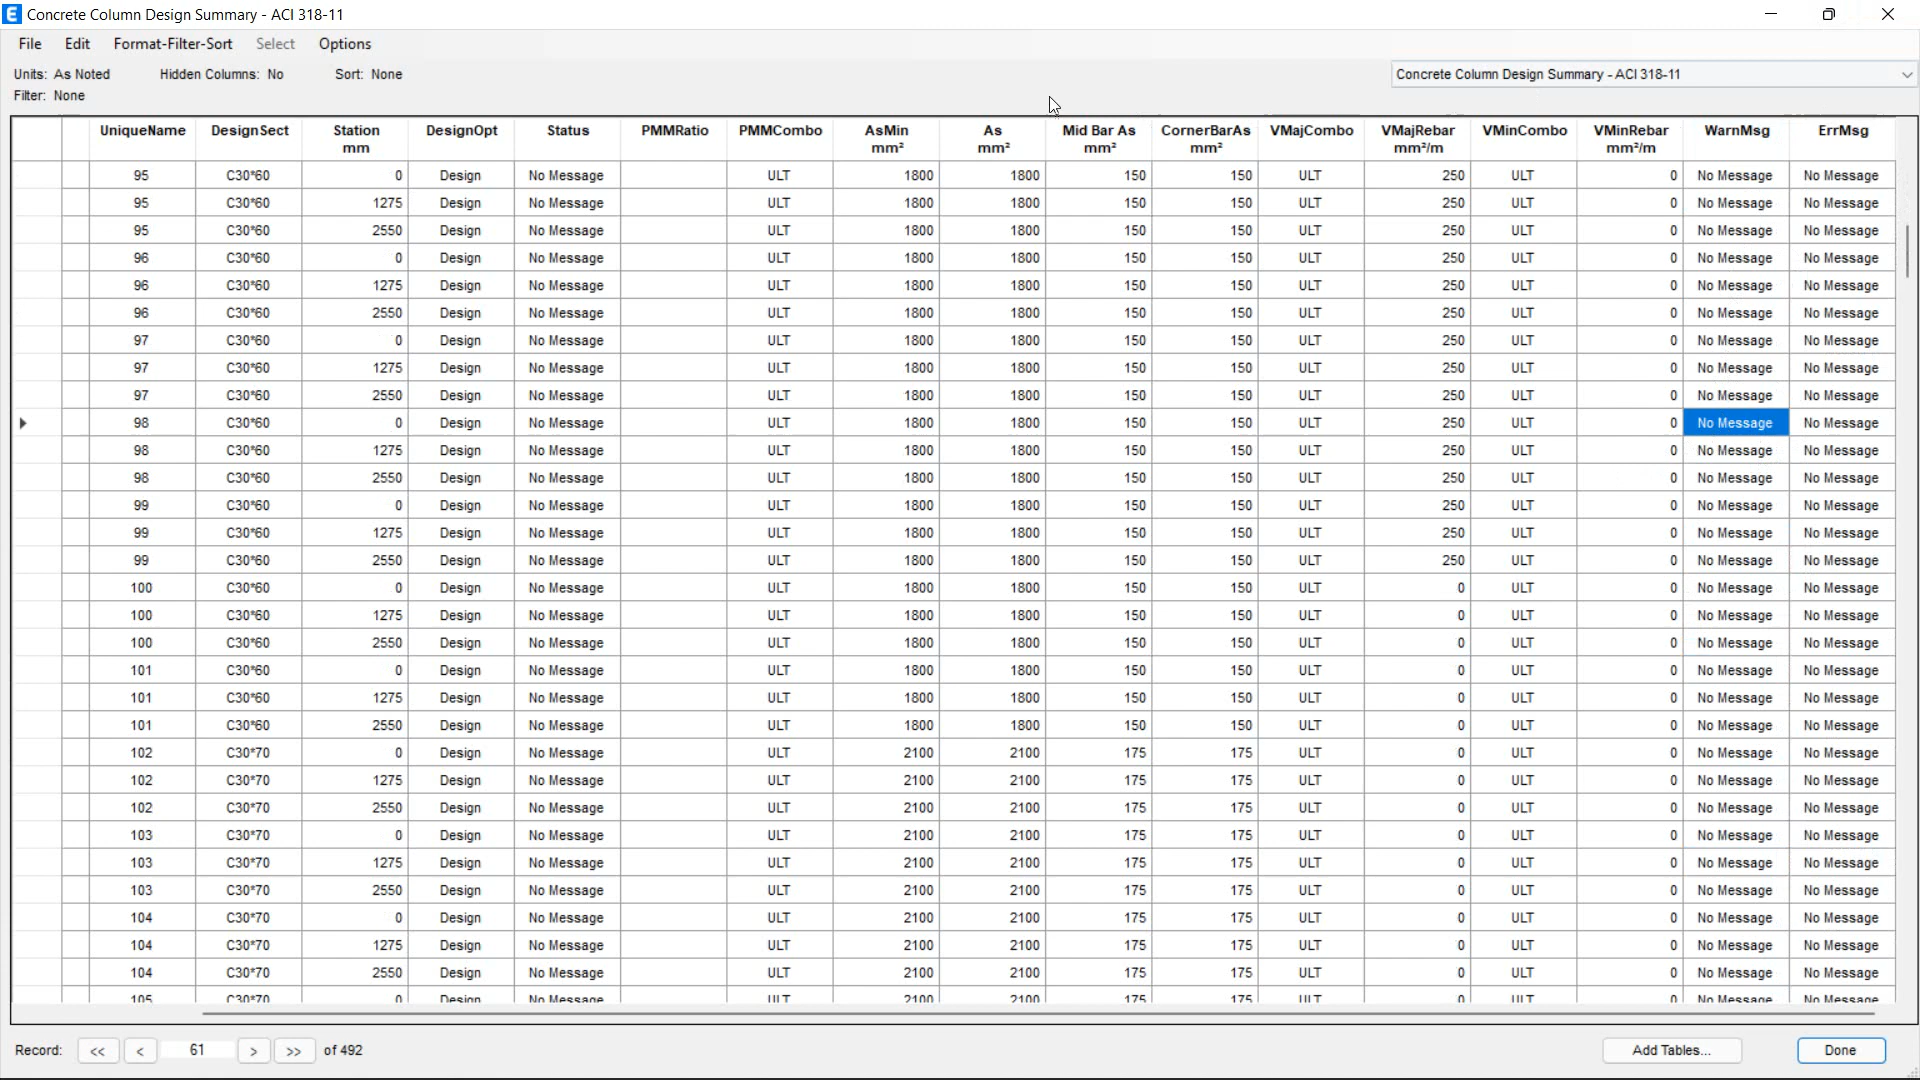 Concrete Column Design Summary - ACI 318-11
File Edit Format-Filter-Sort Select Options
Units: As Noted Hidden Columns: No Sort: None Concrete Column Design Summary - ACI 318-11
Filter: None
UniqueName DesignSect Station mm DesignOpt Status PMMRatio PMMCombo AsMin mm² As mm² Mid Bar As mm² CornerBarAs mm² VMajCombo VMajRebar mm²/m VMinCombo VMinRebar mm²/m WarnMsg ErrMsg
95 C30*60 0 Design No Message ULT 1800 1800 150 150 ULT 250 ULT 0 No Message No Message
95 C30*60 1275 Design No Message ULT 1800 1800 150 150 ULT 250 ULT 0 No Message No Message
95 C30*60 2550 Design No Message ULT 1800 1800 150 150 ULT 250 ULT 0 No Message No Message
96 C30*60 0 Design No Message ULT 1800 1800 150 150 ULT 250 ULT 0 No Message No Message
96 C30*60 1275 Design No Message ULT 1800 1800 150 150 ULT 250 ULT 0 No Message No Message
96 C30*60 2550 Design No Message ULT 1800 1800 150 150 ULT 250 ULT 0 No Message No Message
97 C30*60 0 Design No Message ULT 1800 1800 150 150 ULT 250 ULT 0 No Message No Message
97 C30*60 1275 Design No Message ULT 1800 1800 150 150 ULT 250 ULT 0 No Message No Message
97 C30*60 2550 Design No Message ULT 1800 1800 150 150 ULT 250 ULT 0 No Message No Message
98 C30*60 0 Design No Message ULT 1800 1800 150 150 ULT 250 ULT 0 No Message No Message
98 C30*60 1275 Design No Message ULT 1800 1800 150 150 ULT 250 ULT 0 No Message No Message
98 C30*60 2550 Design No Message ULT 1800 1800 150 150 ULT 250 ULT 0 No Message No Message
99 C30*60 0 Design No Message ULT 1800 1800 150 150 ULT 250 ULT 0 No Message No Message
99 C30*60 1275 Design No Message ULT 1800 1800 150 150 ULT 250 ULT 0 No Message No Message
99 C30*60 2550 Design No Message ULT 1800 1800 150 150 ULT 250 ULT 0 No Message No Message
100 C30*60 0 Design No Message ULT 1800 1800 150 150 ULT 0 ULT 0 No Message No Message
100 C30*60 1275 Design No Message ULT 1800 1800 150 150 ULT 0 ULT 0 No Message No Message
100 C30*60 2550 Design No Message ULT 1800 1800 150 150 ULT 0 ULT 0 No Message No Message
101 C30*60 0 Design No Message ULT 1800 1800 150 150 ULT 0 ULT 0 No Message No Message
101 C30*60 1275 Design No Message ULT 1800 1800 150 150 ULT 0 ULT 0 No Message No Message
101 C30*60 2550 Design No Message ULT 1800 1800 150 150 ULT 0 ULT 0 No Message No Message
102 C30*70 0 Design No Message ULT 2100 2100 175 175 ULT 0 ULT 0 No Message No Message
102 C30*70 1275 Design No Message ULT 2100 2100 175 175 ULT 0 ULT 0 No Message No Message
102 C30*70 2550 Design No Message ULT 2100 2100 175 175 ULT 0 ULT 0 No Message No Message
103 C30*70 0 Design No Message ULT 2100 2100 175 175 ULT 0 ULT 0 No Message No Message
103 C30*70 1275 Design No Message ULT 2100 2100 175 175 ULT 0 ULT 0 No Message No Message
103 C30*70 2550 Design No Message ULT 2100 2100 175 175 ULT 0 ULT 0 No Message No Message
104 C30*70 0 Design No Message ULT 2100 2100 175 175 ULT 0 ULT 0 No Message No Message
104 C30*70 1275 Design No Message ULT 2100 2100 175 175 ULT 0 ULT 0 No Message No Message
104 C30*70 2550 Design No Message ULT 2100 2100 175 175 ULT 0 ULT 0 No Message No Message
105 C30*70 0 Design No Message ULT 2100 2100 175 175 ULT 0 ULT 0 No Message No Message
Record: << < 61 > >> of 492 Add Tables... Done